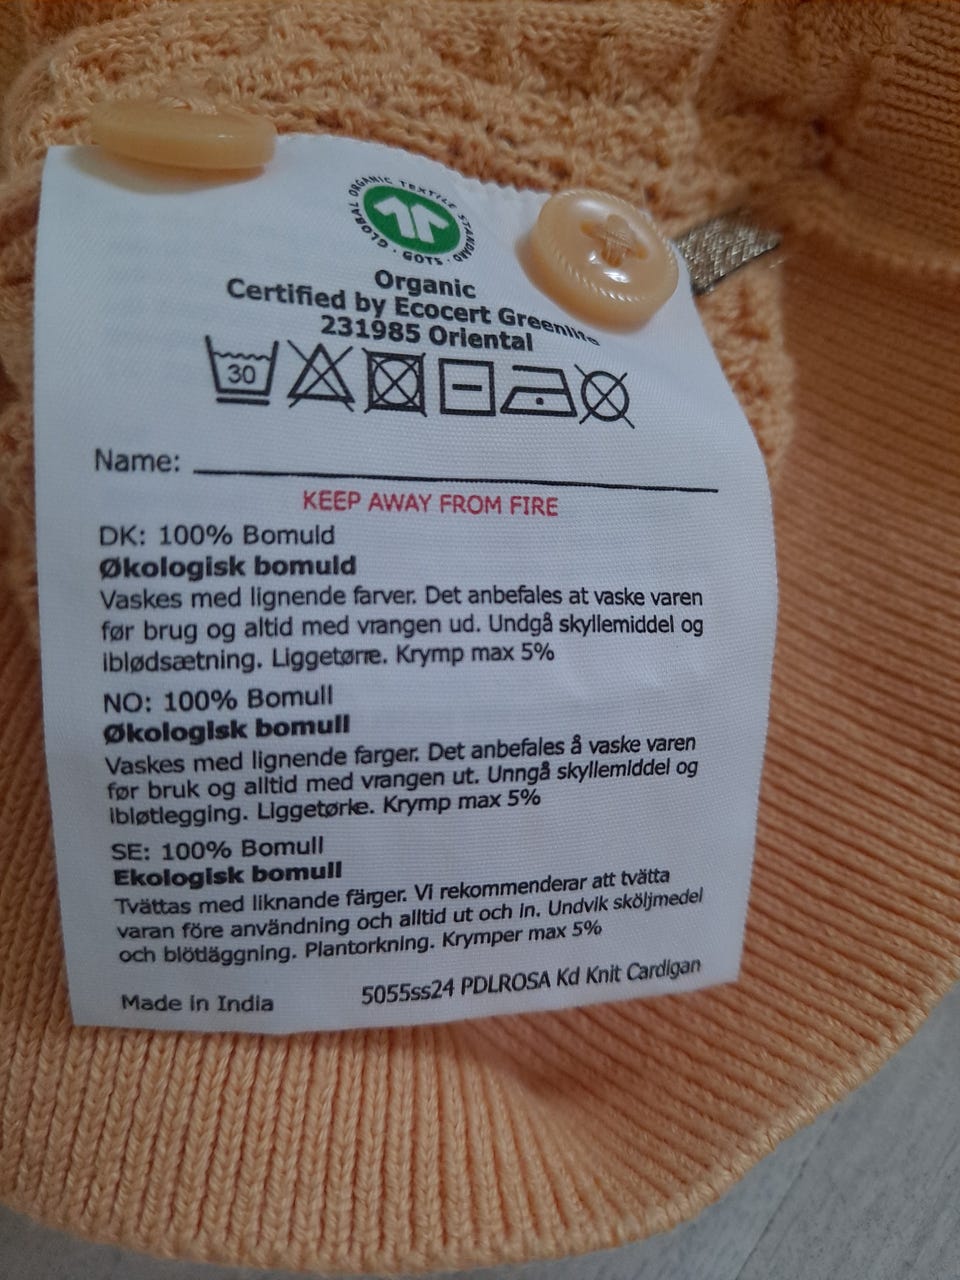 GLOBAL ORGANIC TEXTILE STANDARD · GOTS ·
Organic
Certified by Ecocert Greenlife
231985 Oriental
30
Name:
KEEP AWAY FROM FIRE
DK: 100% Bomuld
Økologisk bomuld
Vaskes med lignende farver. Det anbefales at vaske varen
før brug og altid med vrangen ud. Undgå skyllemiddel og
iblødsætning. Liggetørre. Krymp max 5%
NO: 100% Bomull
Økologisk bomull
Vaskes med lignende farger. Det anbefales å vaske varen
før bruk og alltid med vrangen ut. Unngå skyllemiddel og
ibløtlegging. Liggetørke. Krymp max 5%
SE: 100% Bomull
Ekologisk bomull
Tvättas med liknande färger. Vi rekommenderar att tvätta
varan före användning och alltid ut och in. Undvik sköljmedel
och blötläggning. Plantorkning. Krymper max 5%
Made in India
5055ss24 PDLROSA Kd Knit Cardigan